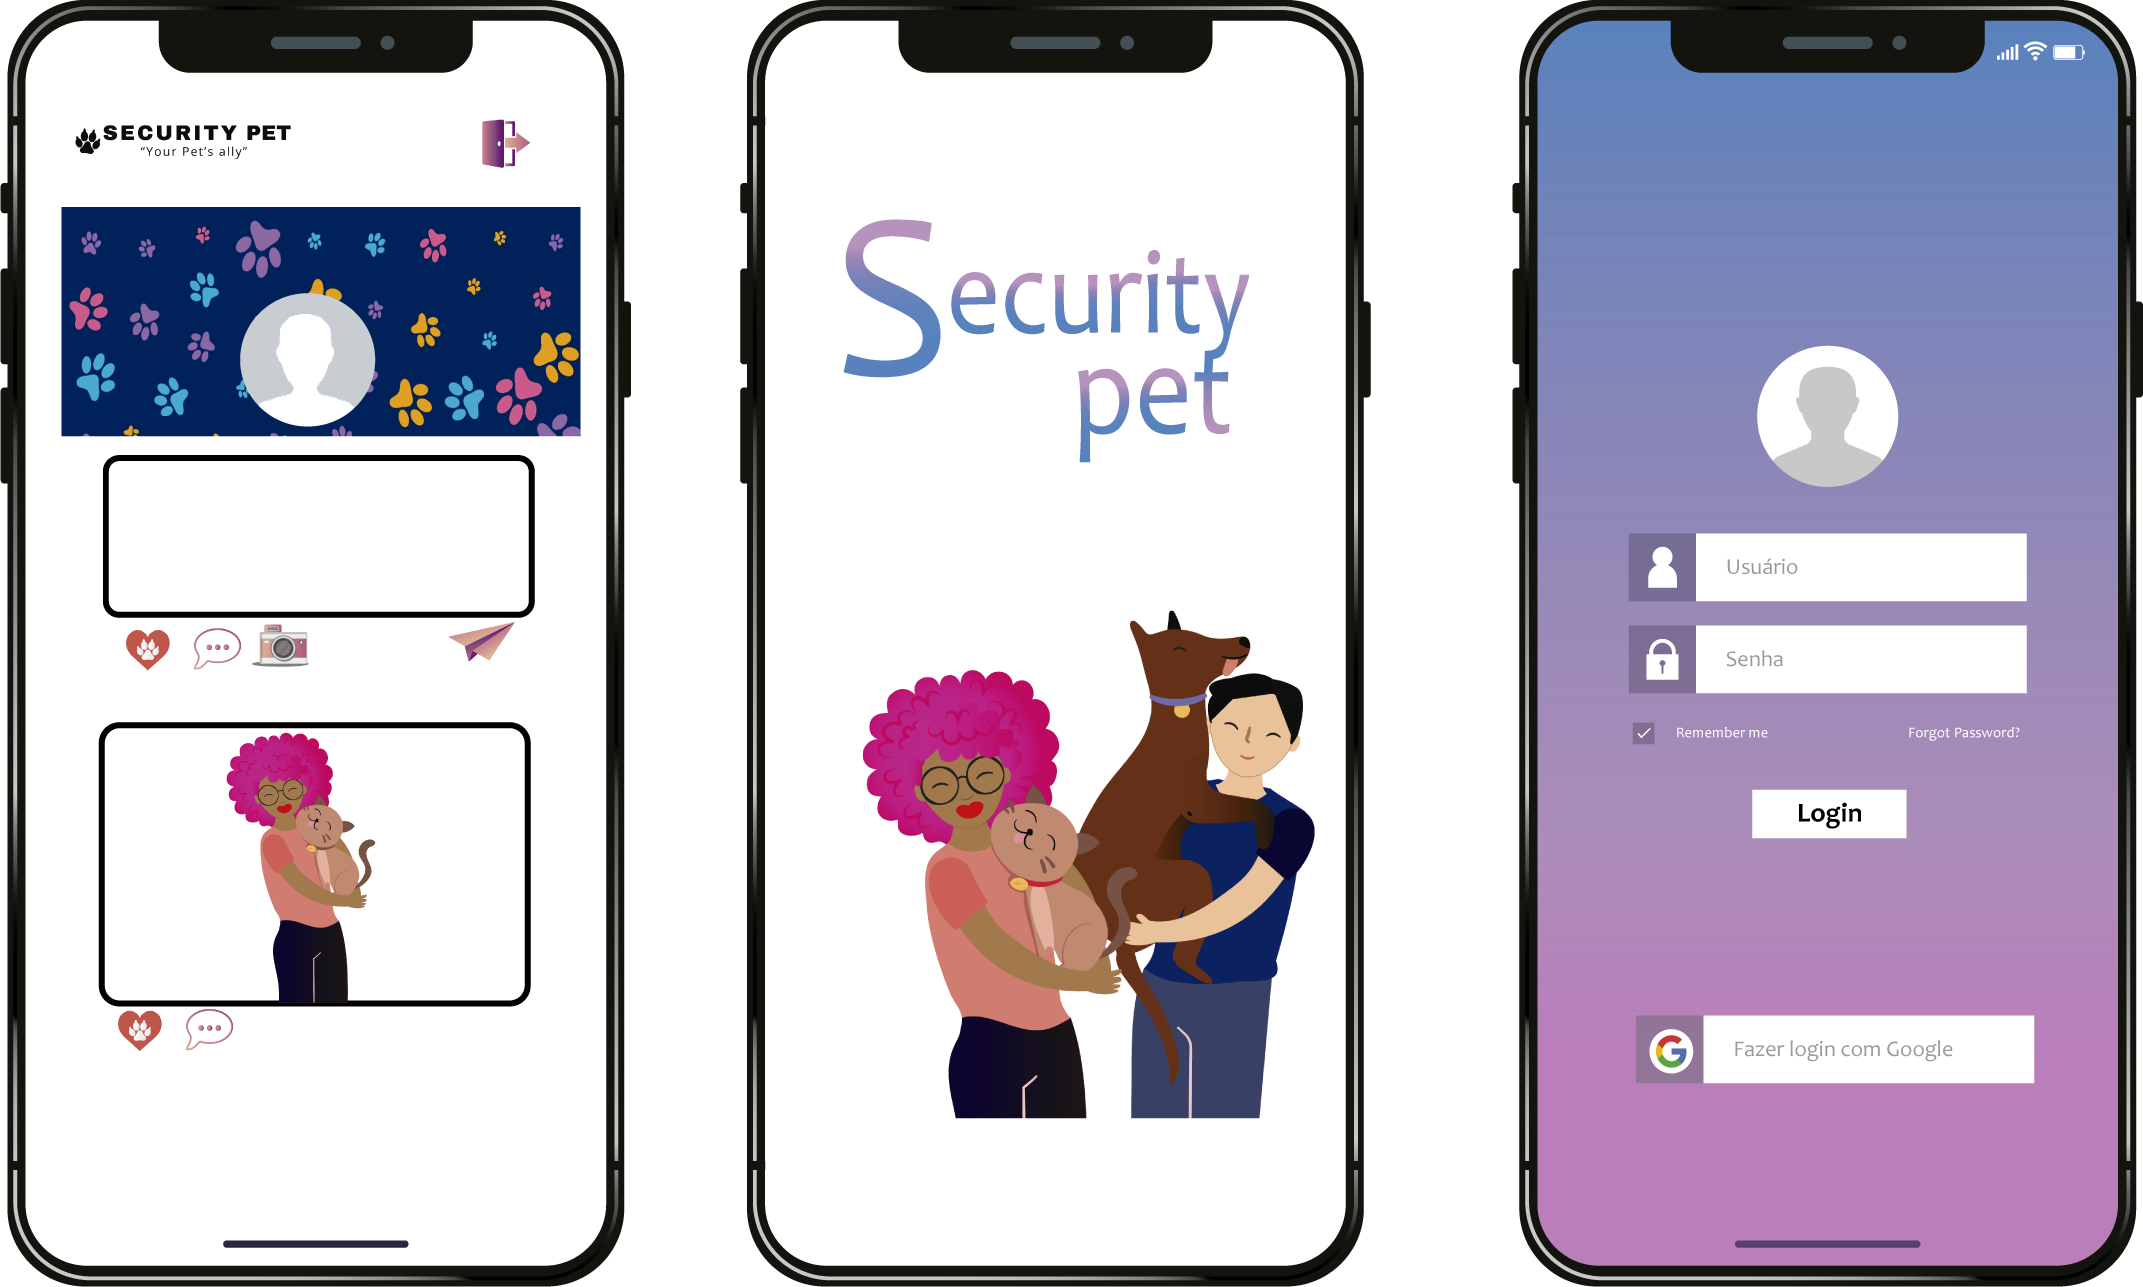 SECURITY PET
“Your Pet’s ally”
Security
pet
Usuário
Senha
Remember me
Forgot Password?
Login
Fazer login com Google